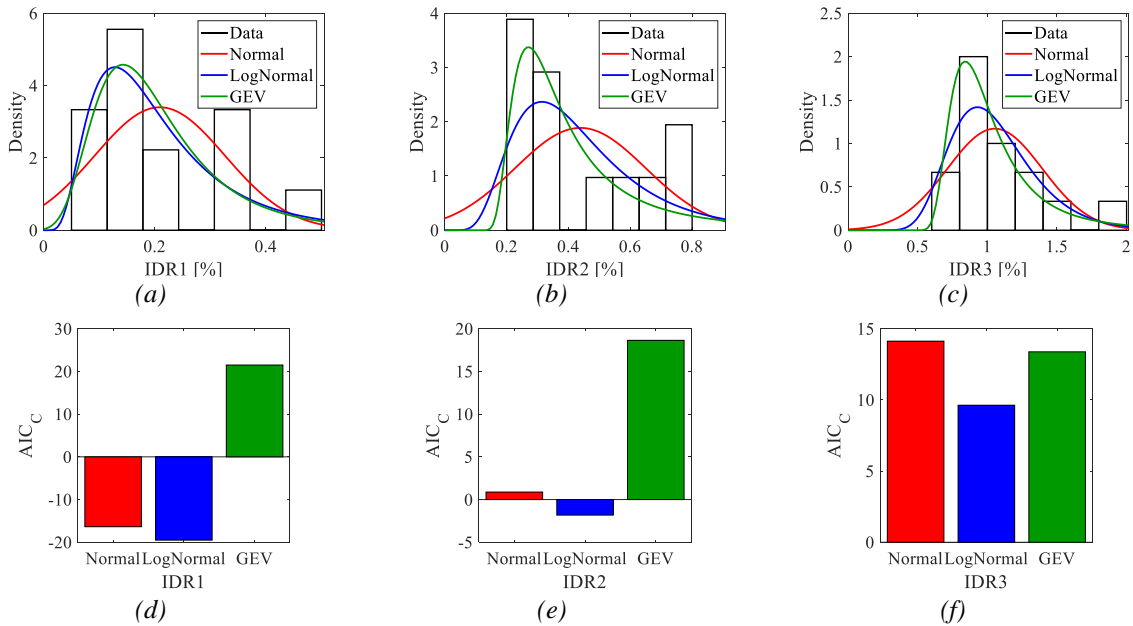 6
4
2
0
Density
Data
Normal
LogNormal
GEV
0 0.2 0.4
IDR1 [%]
(a)
4
3
2
1
0
Density
Data
Normal
LogNormal
GEV
0 0.2 0.4 0.6 0.8
IDR2 [%]
(b)
2.5
2
1.5
1
0.5
0
Density
Data
Normal
LogNormal
GEV
0 0.5 1 1.5 2
IDR3 [%]
(c)
30
20
10
0
-10
-20
AIC_C
Normal LogNormal GEV
IDR1
(d)
20
15
10
5
0
-5
AIC_C
Normal LogNormal GEV
IDR2
(e)
15
10
5
0
AIC_C
Normal LogNormal GEV
IDR3
(f)